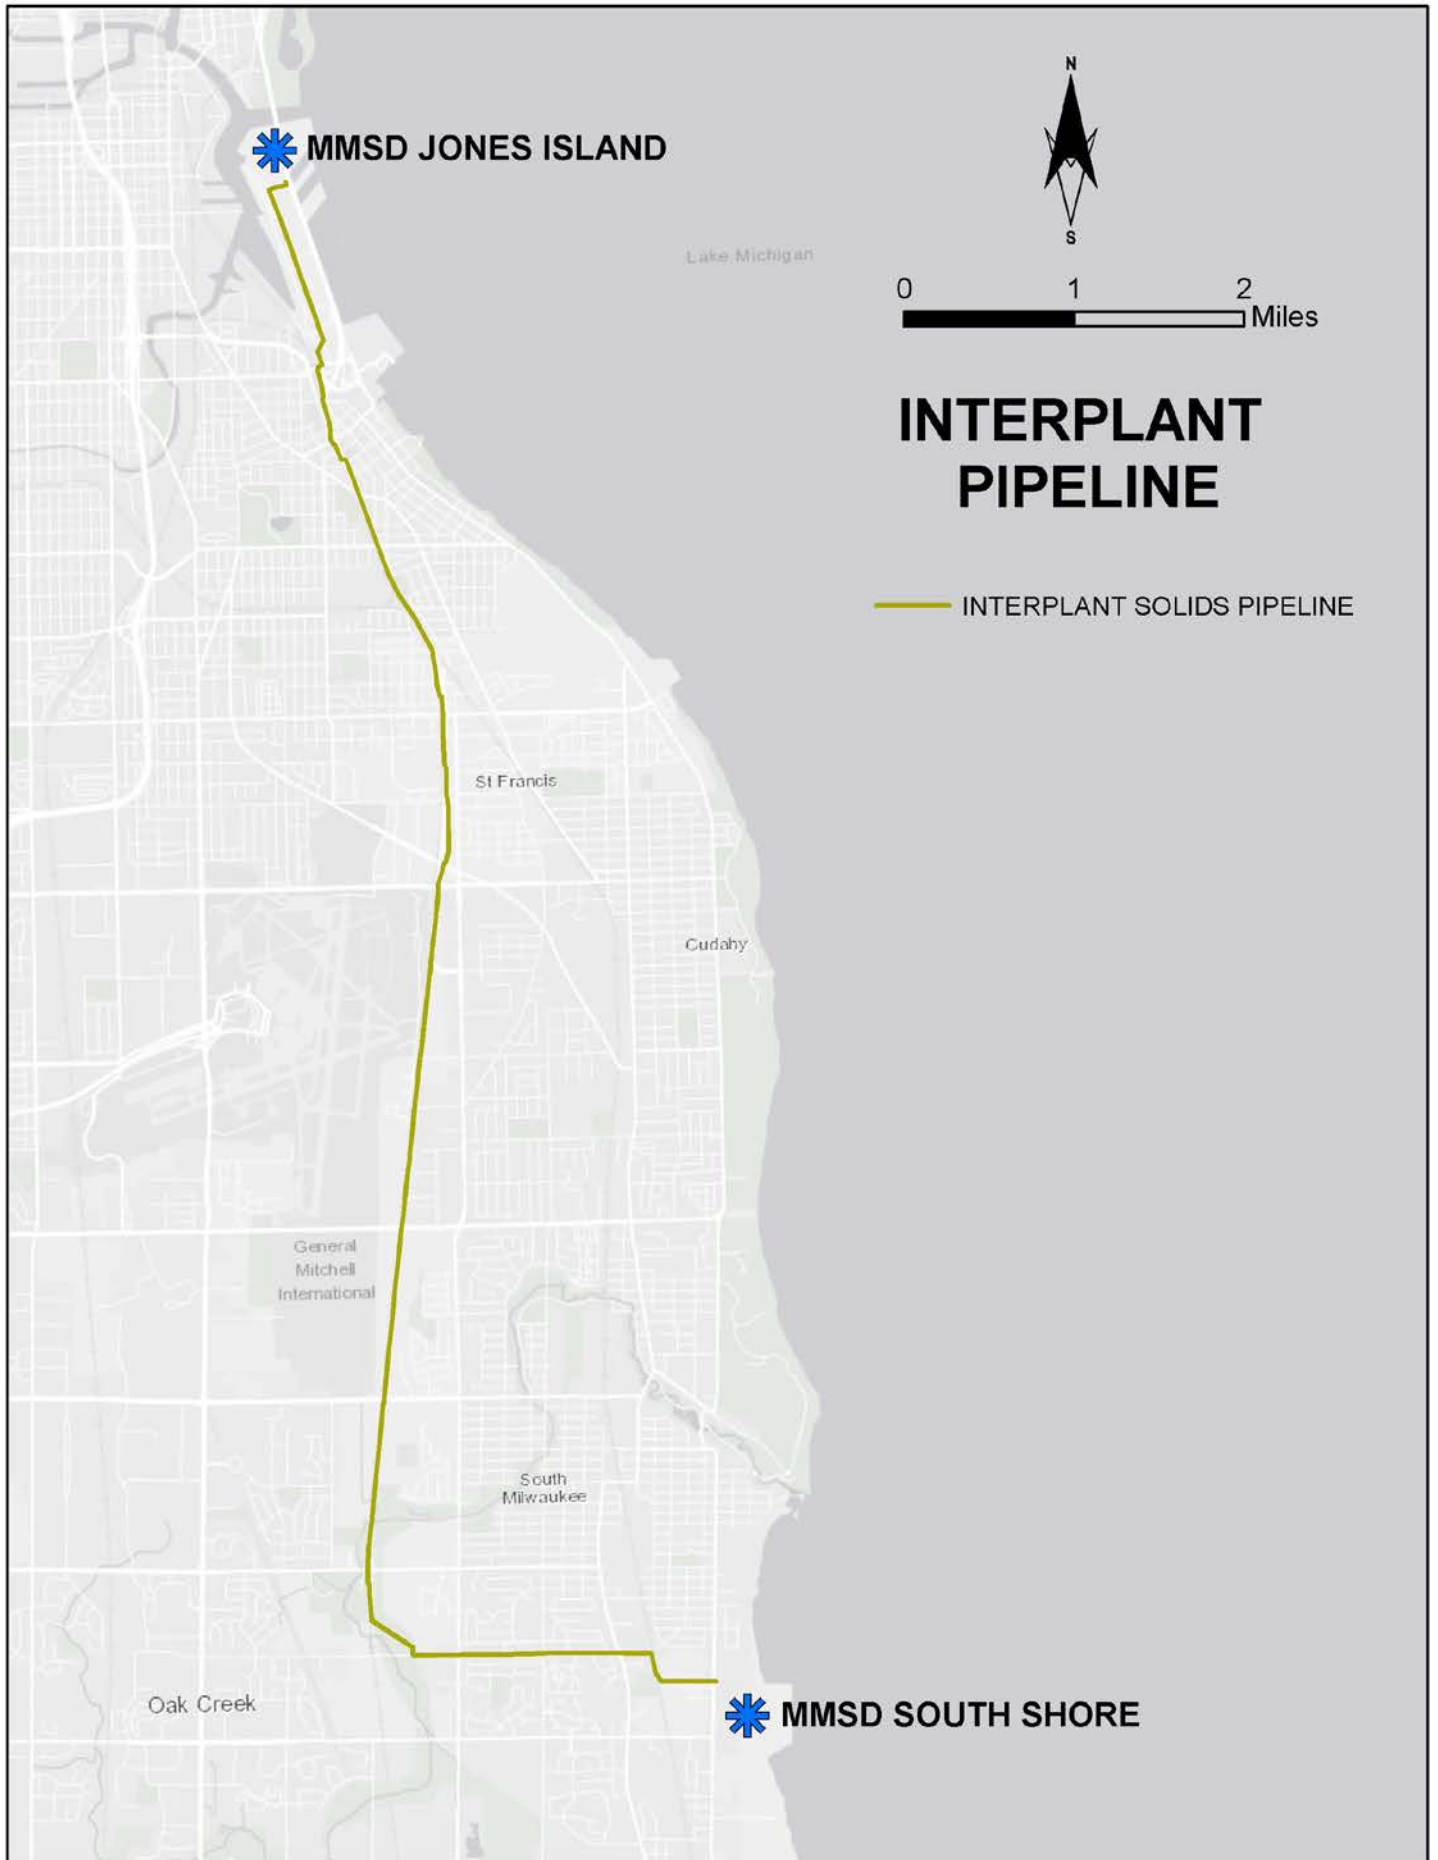 N
MMSD JONES ISLAND
S
Lake Michigan
0 1 2
Miles
INTERPLANT
PIPELINE
INTERPLANT SOLIDS PIPELINE
St Francis
Cudahy
General
Mitchell
International
South
Milwaukee
Oak Creek
MMSD SOUTH SHORE